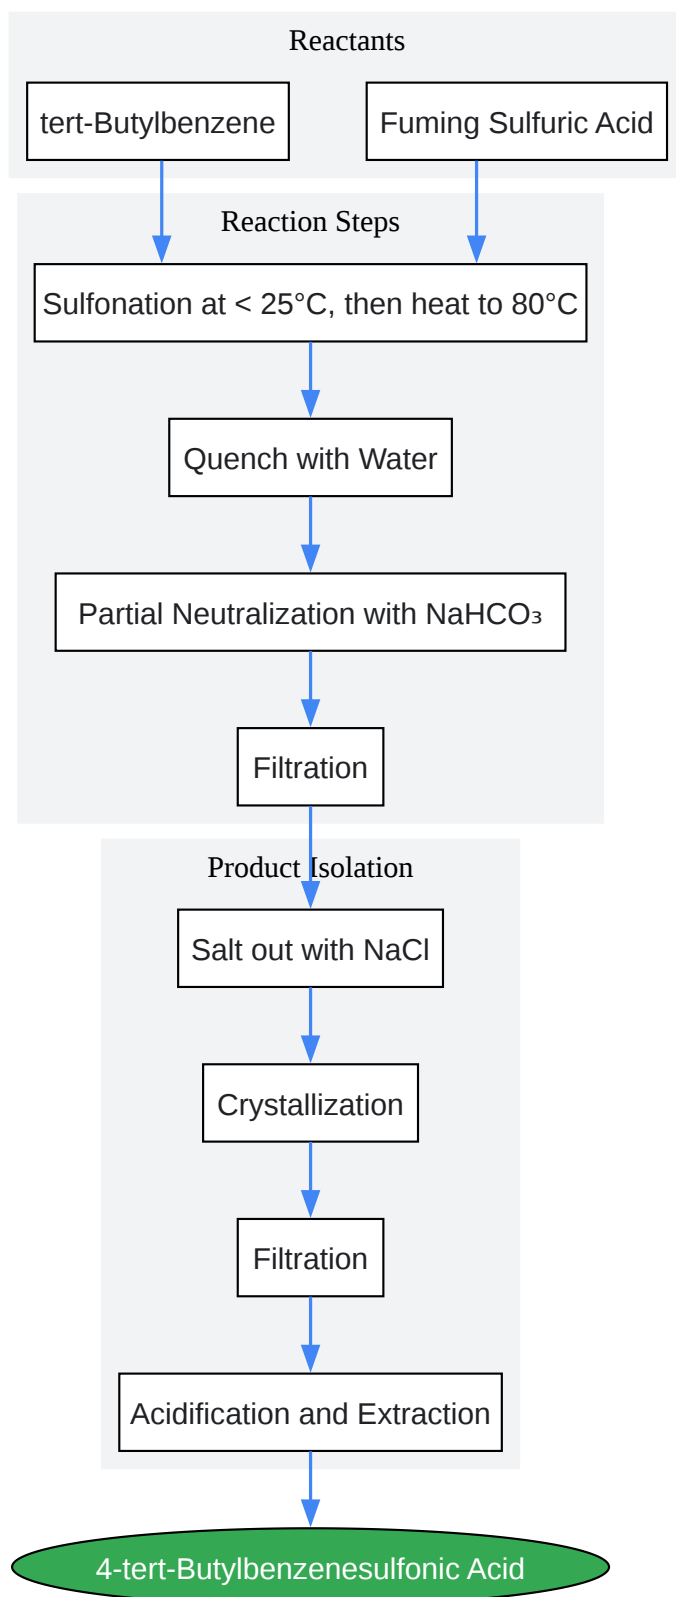 Reactants
tert-Butylbenzene
Fuming Sulfuric Acid
Reaction Steps
Sulfonation at < 25°C, then heat to 80°C
Quench with Water
Partial Neutralization with NaHCO₃
Filtration
Product Isolation
Salt out with NaCl
Crystallization
Filtration
Acidification and Extraction
4-tert-Butylbenzenesulfonic Acid